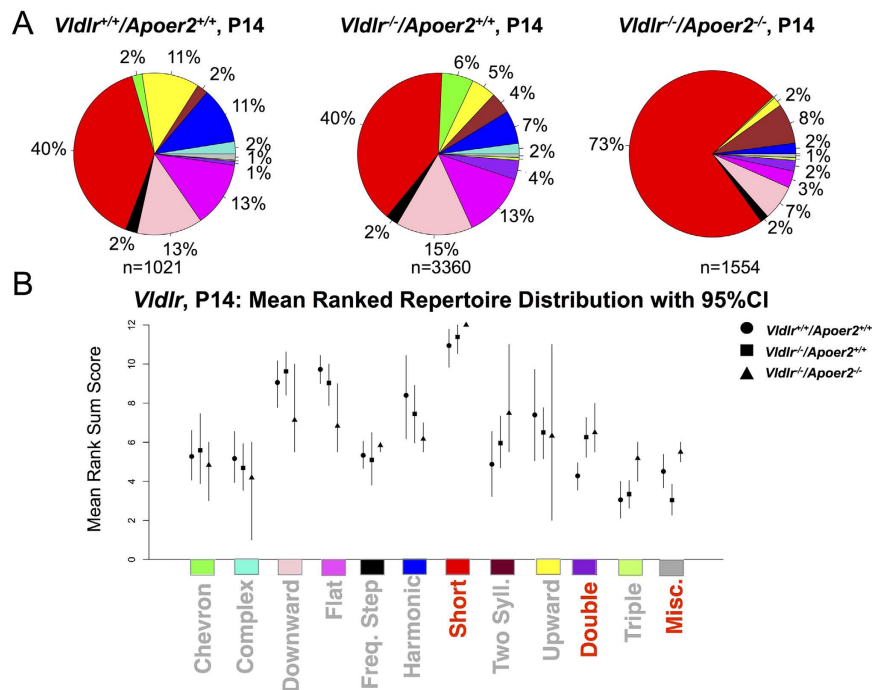 A
Vldlr+/+/Apoer2+/+, P14
Vldlr-/-/Apoer2+/+, P14
Vldlr-/-/Apoer2-/-, P14
2%
11%
2%
11%
2%
1%
1%
13%
13%
2%
40%
n=1021
6%
5%
4%
7%
2%
4%
13%
15%
2%
40%
n=3360
2%
8%
2%
1%
2%
3%
7%
2%
73%
n=1554
B
Vldlr, P14: Mean Ranked Repertoire Distribution with 95%CI
Mean Rank Sum Score
12
10
8
6
4
2
0
Vldlr+/+/Apoer2+/+
Vldlr-/-/Apoer2+/+
Vldlr-/-/Apoer2-/-
Chevron
Complex
Downward
Flat
Freq. Step
Harmonic
Short
Two Syll.
Upward
Double
Triple
Misc.